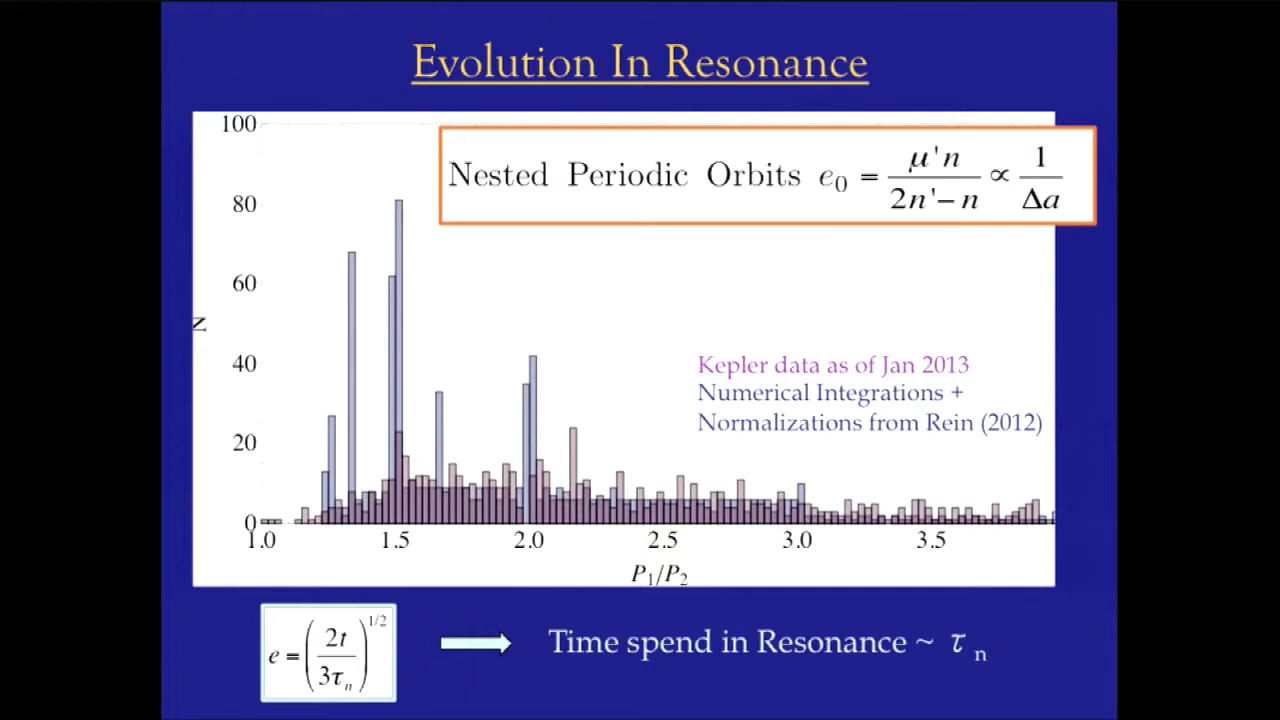 Evolution In Resonance
Nested Periodic Orbits e₀ = μ'n / (2n'− n) ∝ 1 / Δa
100
80
60
40
20
0
N
Kepler data as of Jan 2013
Numerical Integrations +
Normalizations from Rein (2012)
1.0 1.5 2.0 2.5 3.0 3.5
P₁/P₂
e = (2t / 3τₙ)^1/2
Time spend in Resonance ~ τ n